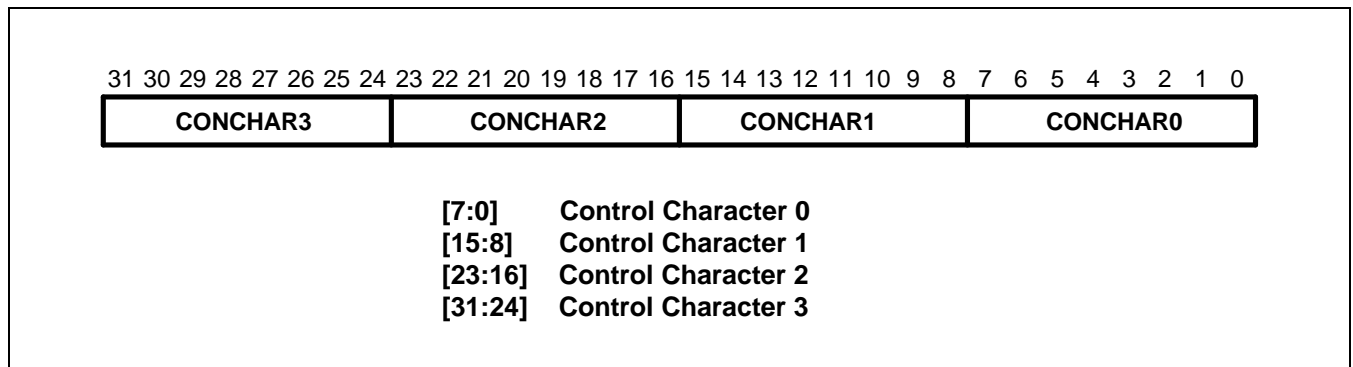 31 30 29 28 27 26 25 24 23 22 21 20 19 18 17 16 15 14 13 12 11 10 9 8 7 6 5 4 3 2 1 0
CONCHAR3 CONCHAR2 CONCHAR1 CONCHAR0
[7:0] Control Character 0
[15:8] Control Character 1
[23:16] Control Character 2
[31:24] Control Character 3